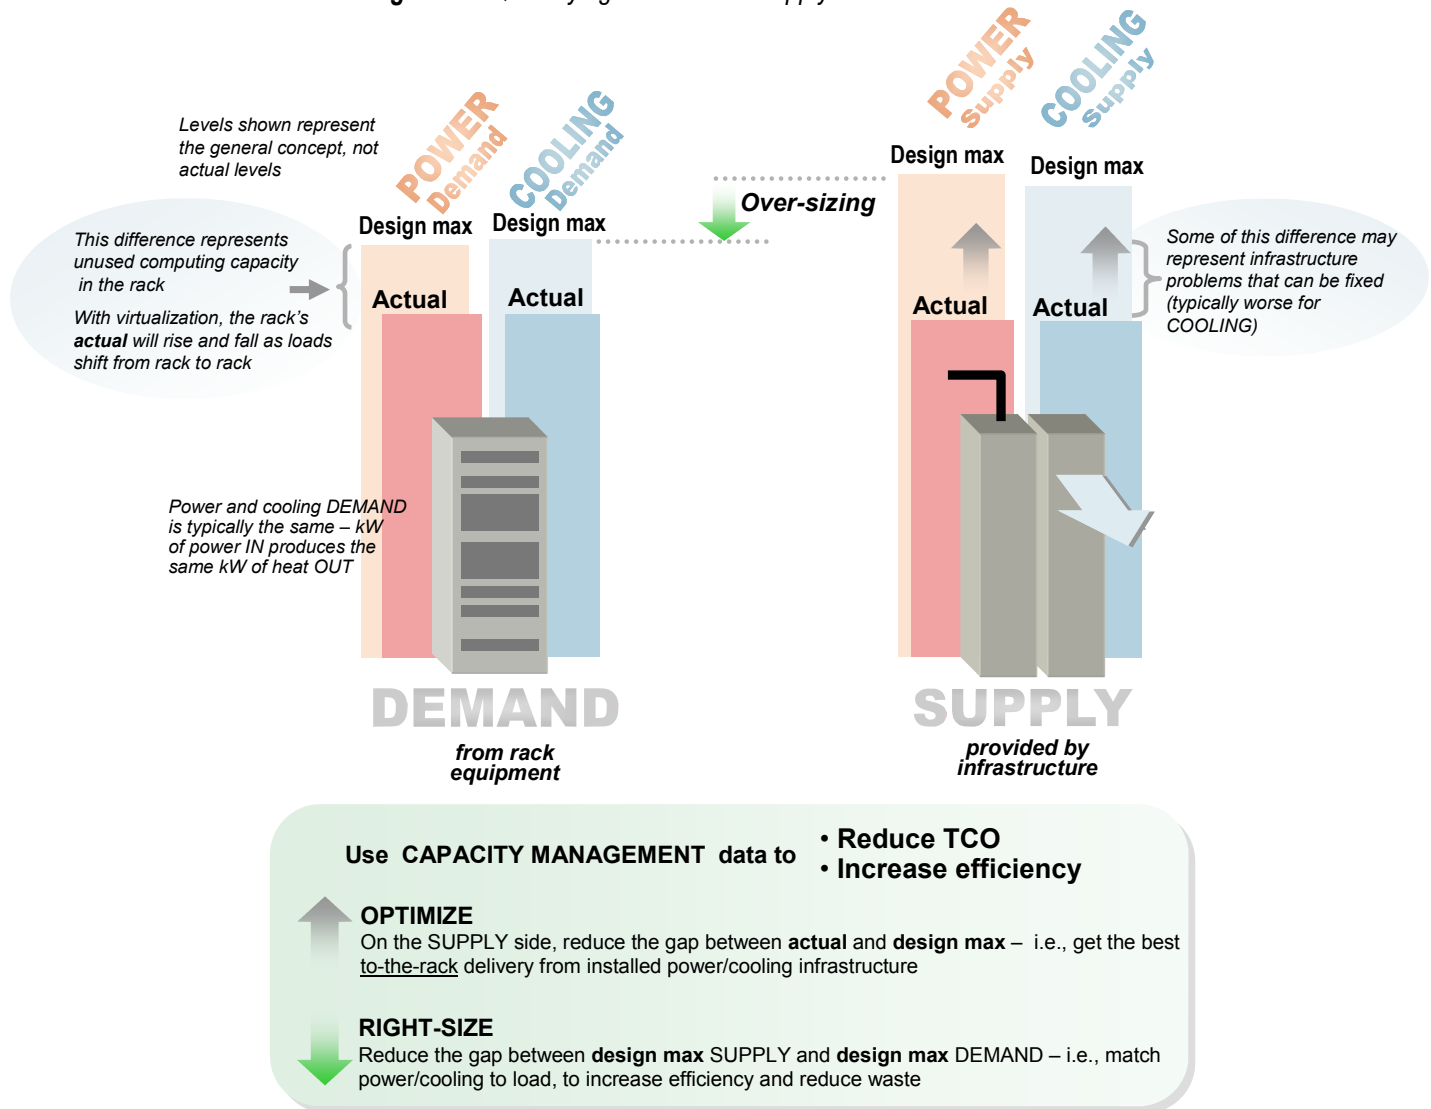 POWER
Supply
COOLING
Supply
POWER
Demand
COOLING
Demand
Levels shown represent
the general concept, not
actual levels
Design max
Design max
Design max
Design max
Over-sizing
This difference represents
unused computing capacity
in the rack
With virtualization, the rack's
actual will rise and fall as loads
shift from rack to rack
Actual
Actual
Actual
Actual
Some of this difference may
represent infrastructure
problems that can be fixed
(typically worse for
COOLING)
Power and cooling DEMAND
is typically the same – kW
of power IN produces the
same kW of heat OUT
DEMAND
from rack
equipment
SUPPLY
provided by
infrastructure
Use CAPACITY MANAGEMENT data to
• Reduce TCO
• Increase efficiency
OPTIMIZE
On the SUPPLY side, reduce the gap between actual and design max – i.e., get the best
to-the-rack delivery from installed power/cooling infrastructure
RIGHT-SIZE
Reduce the gap between design max SUPPLY and design max DEMAND – i.e., match
power/cooling to load, to increase efficiency and reduce waste